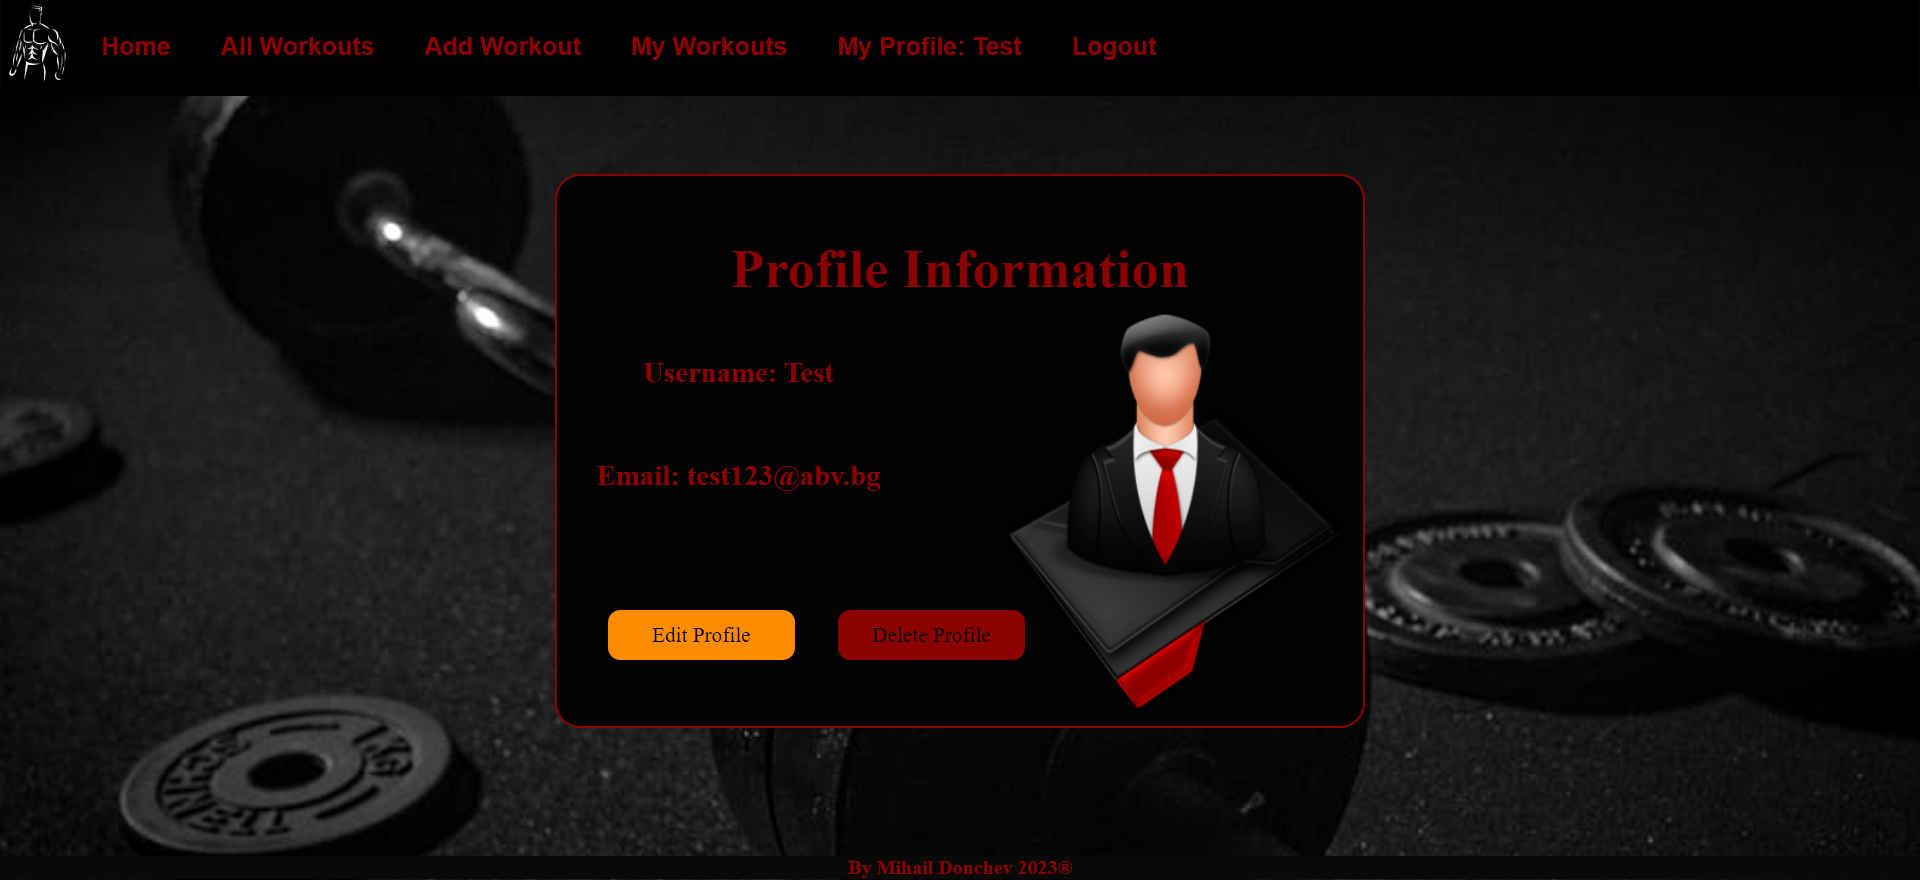 Home All Workouts Add Workout My Workouts My Profile: Test Logout
Profile Information
Username: Test
Email: test123@abv.bg
Edit Profile Delete Profile
1KG
By Mihail Donchev 2023®